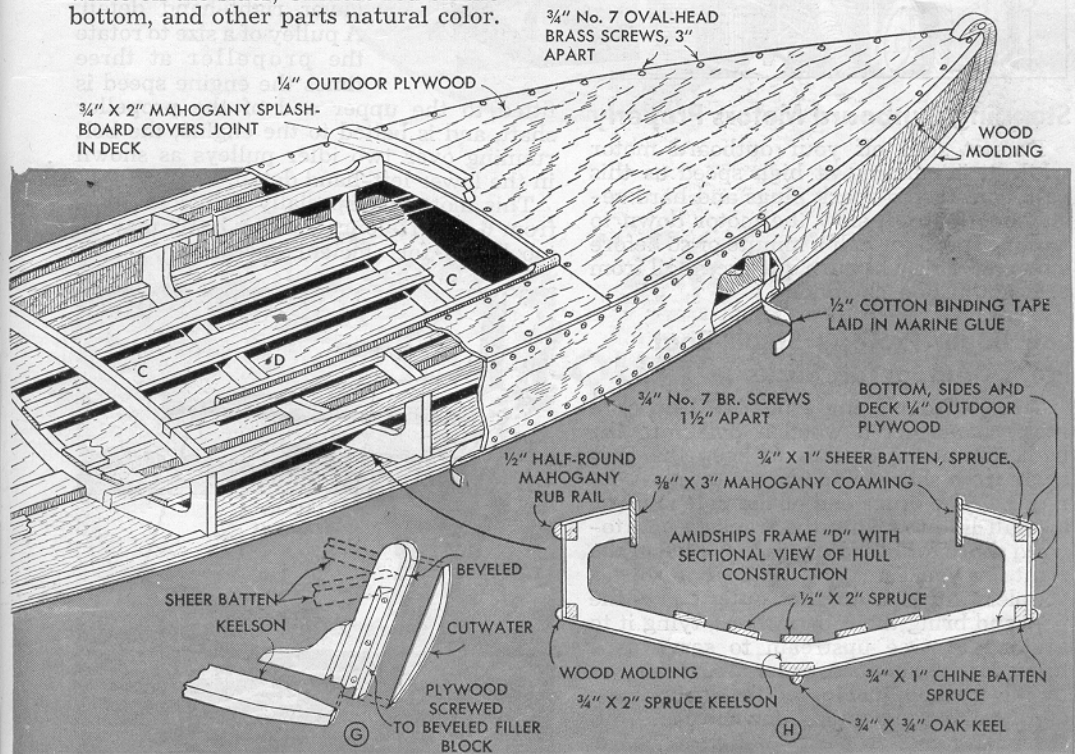 bottom, and other parts natural color.
A pulley of a size to rotate
¾" No. 7 OVAL-HEAD
BRASS SCREWS, 3"
APART
¼" OUTDOOR PLYWOOD
¾" X 2" MAHOGANY SPLASH-
BOARD COVERS JOINT
IN DECK
WOOD
MOLDING
C
C
D
½" COTTON BINDING TAPE
LAID IN MARINE GLUE
¾" No. 7 BR. SCREWS
1½" APART
BOTTOM, SIDES AND
DECK ¼" OUTDOOR
PLYWOOD
½" HALF-ROUND
MAHOGANY
RUB RAIL
¾" X 1" SHEER BATTEN, SPRUCE
⅜" X 3" MAHOGANY COAMING
AMIDSHIPS FRAME "D" WITH
SECTIONAL VIEW OF HULL
CONSTRUCTION
½" X 2" SPRUCE
SHEER BATTEN
BEVELED
KEELSON
CUTWATER
PLYWOOD
SCREWED
TO BEVELED FILLER
BLOCK
G
WOOD MOLDING
¾" X 2" SPRUCE KEELSON
¾" X 1" CHINE BATTEN
SPRUCE
¾" X ¾" OAK KEEL
H